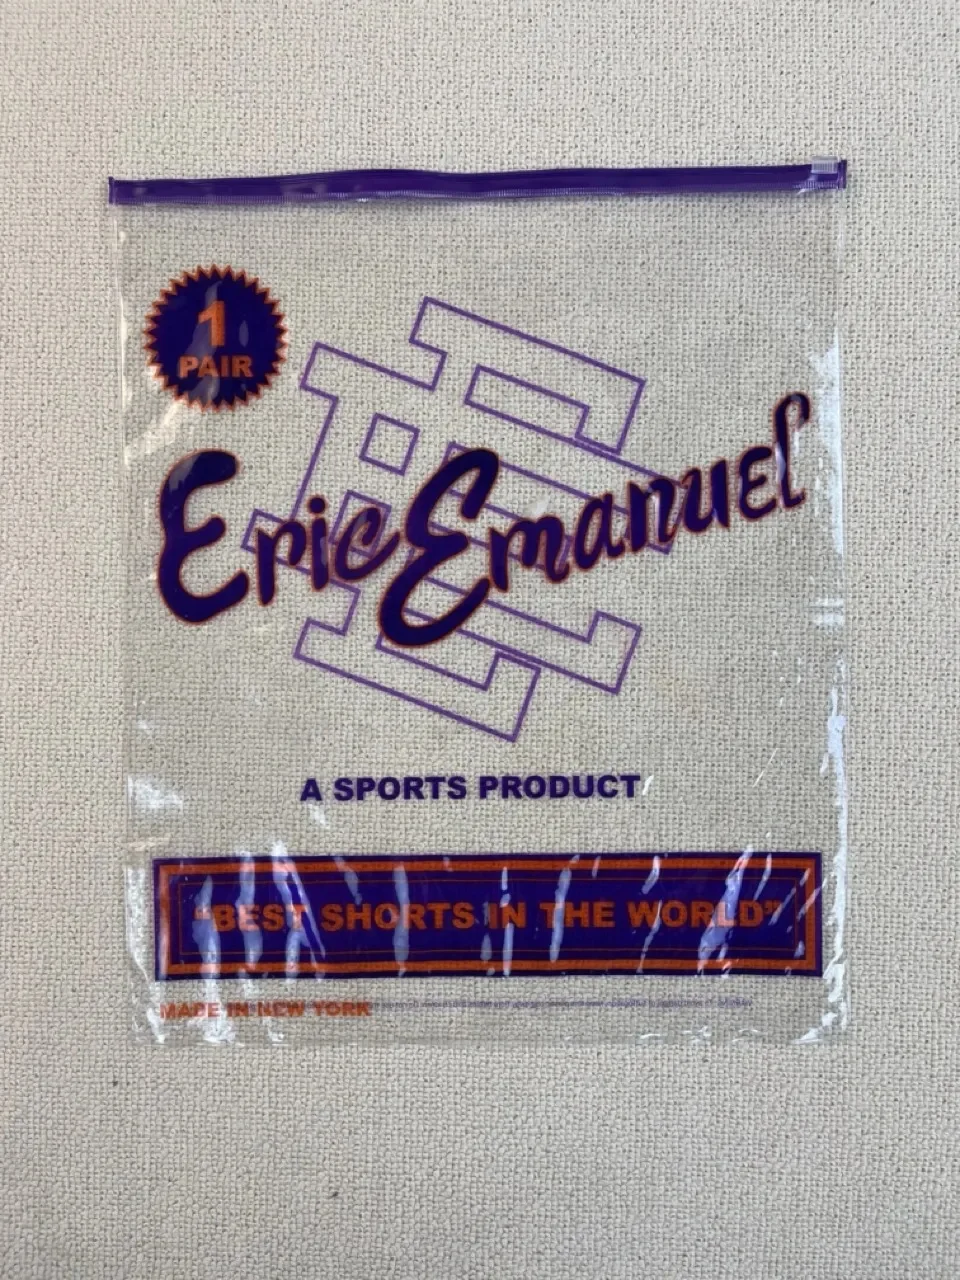 1
PAIR
Eric Emanuel
A SPORTS PRODUCT
"BEST SHORTS IN THE WORLD"
MADE IN NEW YORK